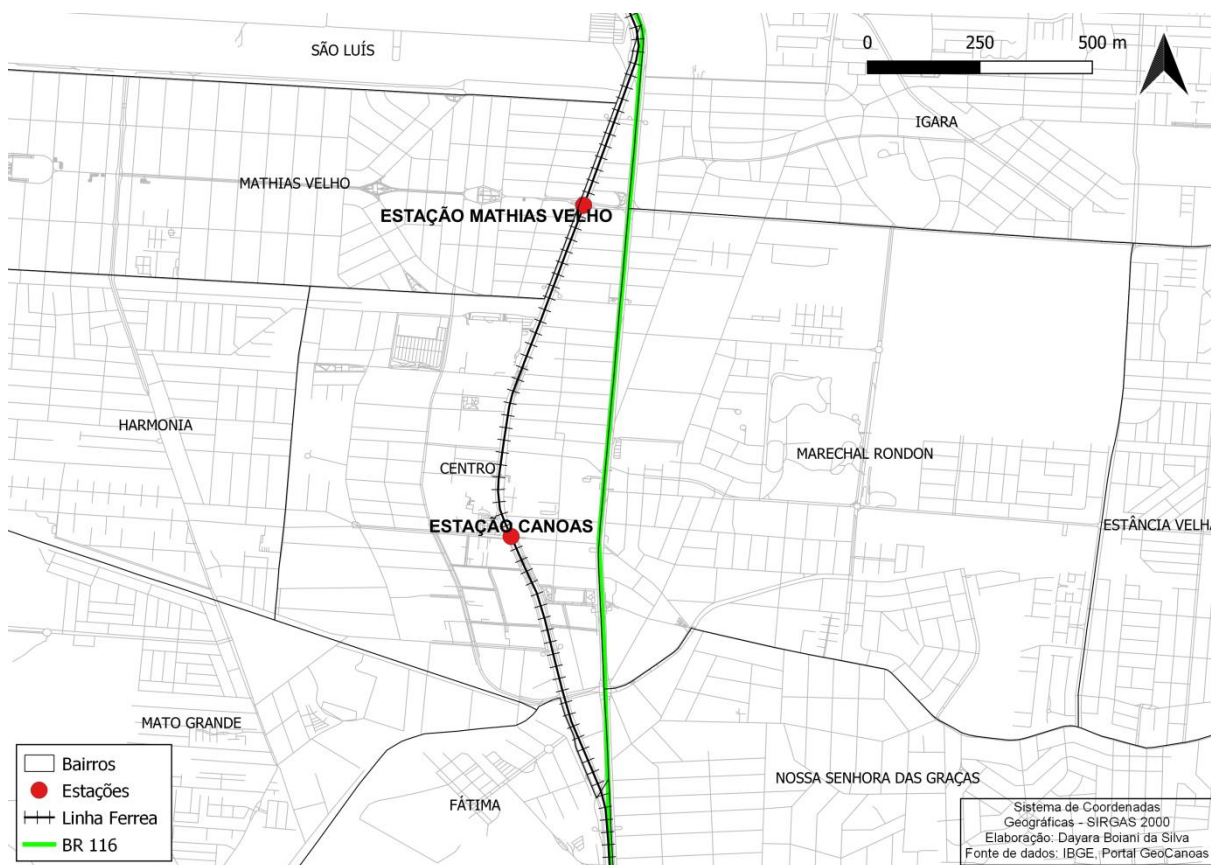 SÃO LUÍS
0 250 500 m
IGARA
MATHIAS VELHO
ESTAÇÃO MATHIAS VELHO
HARMONIA
CENTRO
MARECHAL RONDON
ESTAÇÃO CANOAS
ESTÂNCIA VELHA
MATO GRANDE
NOSSA SENHORA DAS GRAÇAS
FÁTIMA
Bairros
Estações
Linha Ferrea
BR 116
Sistema de Coordenadas
Geográficas - SIRGAS 2000
Elaboração: Dayara Boiani da Silva
Fonte de dados: IBGE, Portal GeoCanoas